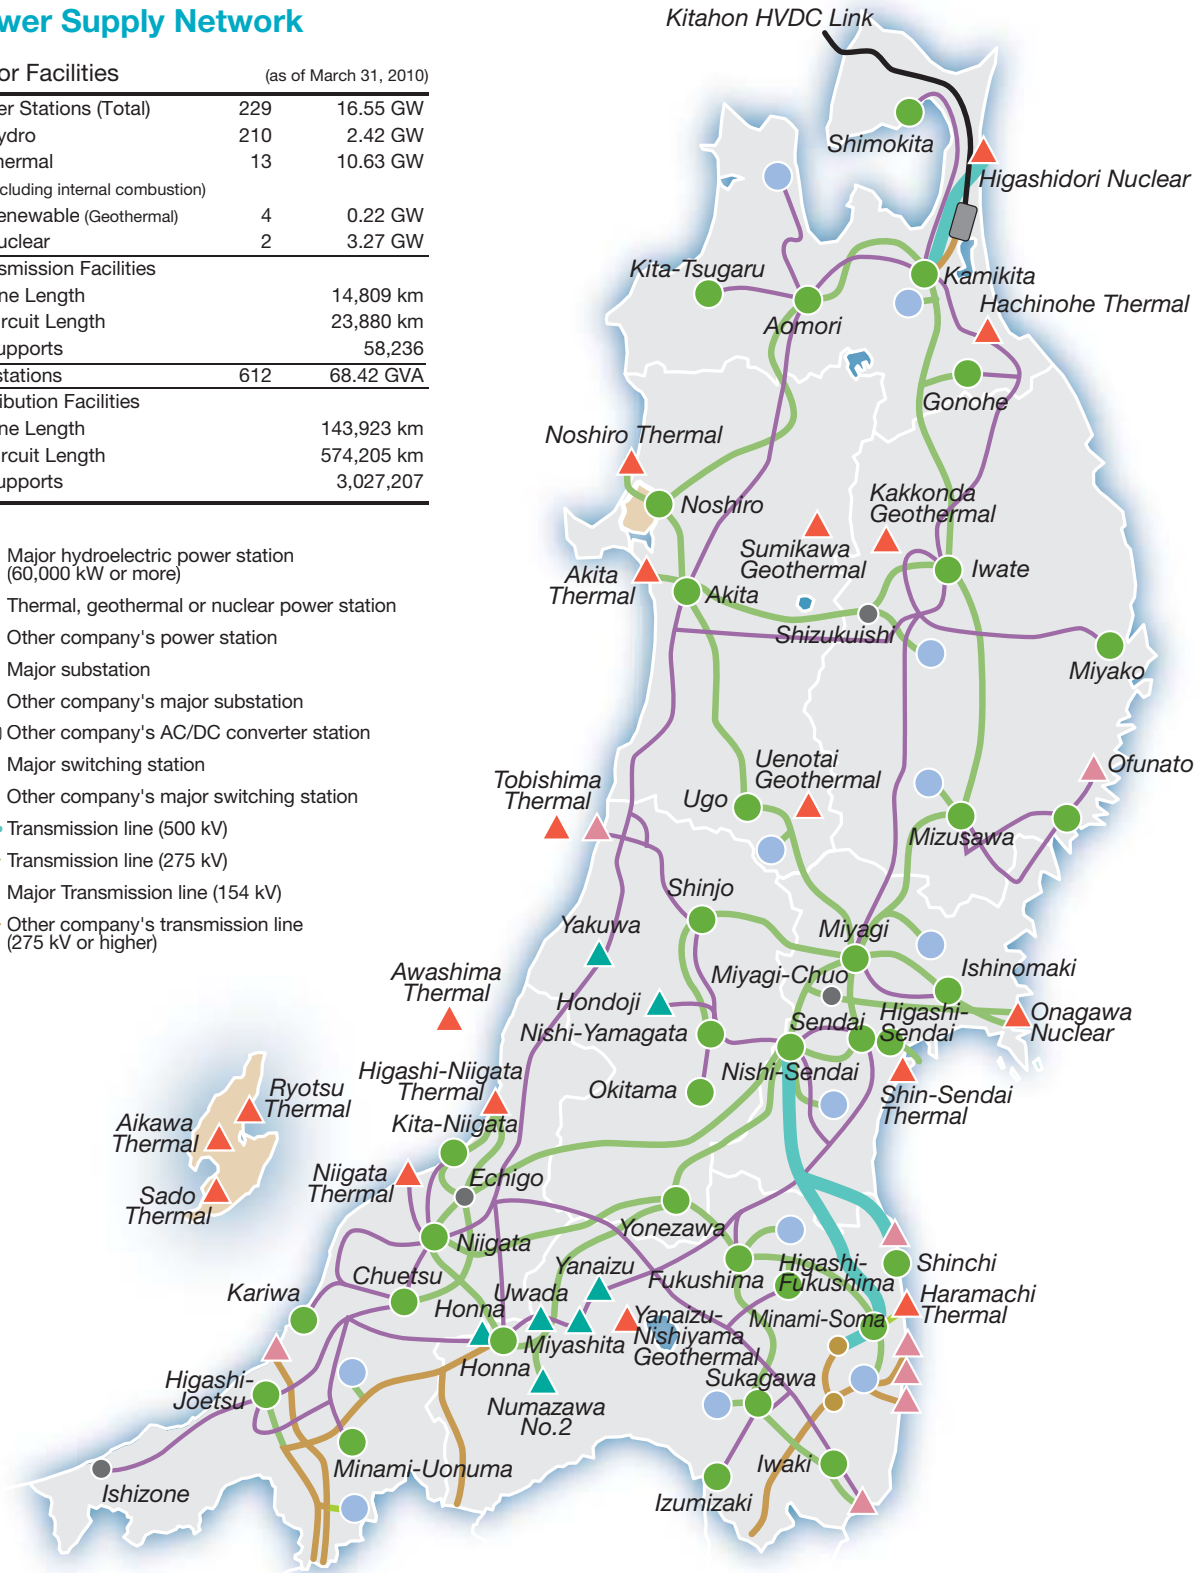 wer Supply Network
or Facilities (as of March 31, 2010)
er Stations (Total) 229 16.55 GW
ydro 210 2.42 GW
hermal 13 10.63 GW
cluding internal combustion)
enewable (Geothermal) 4 0.22 GW
uclear 2 3.27 GW
smission Facilities
ne Length 14,809 km
rcuit Length 23,880 km
upports 58,236
stations 612 68.42 GVA
ibution Facilities
ne Length 143,923 km
rcuit Length 574,205 km
upports 3,027,207
Major hydroelectric power station
(60,000 kW or more)
Thermal, geothermal or nuclear power station
Other company's power station
Major substation
Other company's major substation
Other company's AC/DC converter station
Major switching station
Other company's major switching station
Transmission line (500 kV)
Transmission line (275 kV)
Major Transmission line (154 kV)
Other company's transmission line
(275 kV or higher)
Kitahon HVDC Link
Shimokita
Higashidori Nuclear
Kita-Tsugaru
Kamikita
Aomori
Hachinohe Thermal
Gonohe
Noshiro Thermal
Noshiro
Kakkonda
Geothermal
Sumikawa
Geothermal
Akita
Thermal
Akita
Iwate
Shizukuishi
Miyako
Tobishima
Thermal
Ugo
Uenotai
Geothermal
Ofunato
Mizusawa
Shinjo
Yakuwa
Miyagi
Awashima
Thermal
Hondoji
Miyagi-Chuo
Ishinomaki
Nishi-Yamagata
Sendai
Higashi-
Sendai
Onagawa
Nuclear
Higashi-Niigata
Thermal
Okitama
Nishi-Sendai
Shin-Sendai
Thermal
Ryotsu
Thermal
Aikawa
Thermal
Kita-Niigata
Sado
Thermal
Niigata
Thermal
Echigo
Niigata
Yonezawa
Kariwa
Chuetsu
Honna
Uwada
Yanaizu
Fukushima
Higashi-
Fukushima
Shinchi
Haramachi
Thermal
Miyashita
Yanaizu-
Nishiyama
Geothermal
Minami-Soma
Honna
Higashi-
Joetsu
Numazawa
No.2
Sukagawa
Minami-Uonuma
Ishizone
Iwaki
Izumizaki